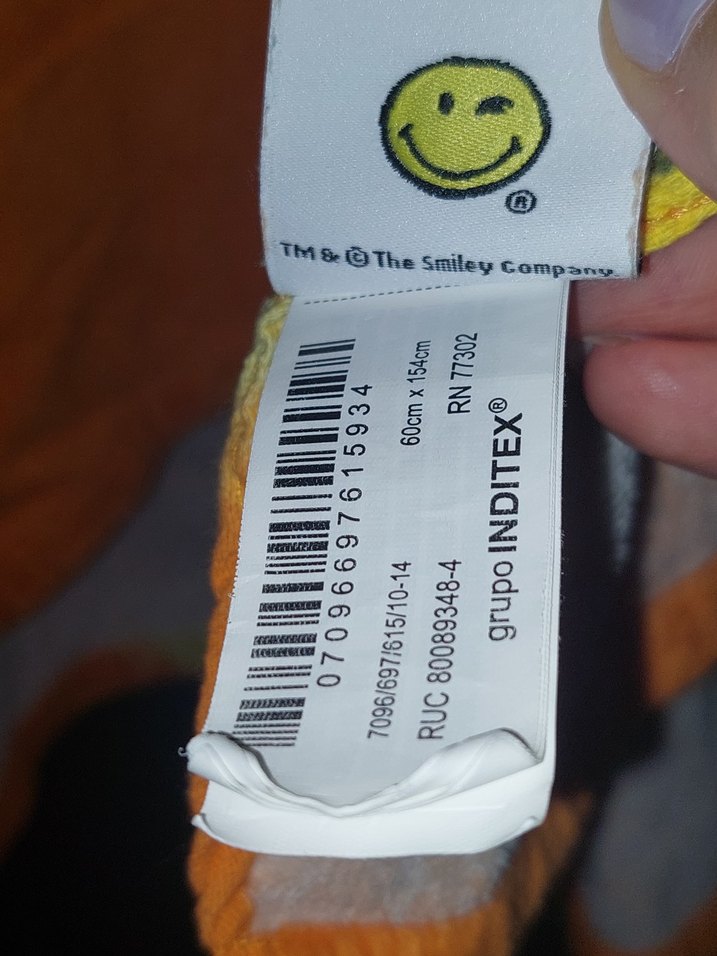 ®
TM & © The Smiley Company.
07096697615934
7096/697/615/10-14
60cm x 154cm
RUC 80089348-4
RN 77302
grupo INDITEX®